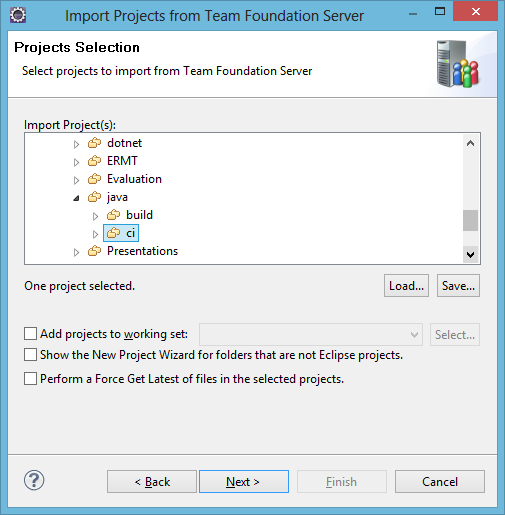 Import Projects from Team Foundation Server
Projects Selection
Select projects to import from Team Foundation Server
Import Project(s):
dotnet
ERMT
Evaluation
java
build
ci
Presentations
One project selected.
Load...
Save...
Add projects to working set:
Select...
Show the New Project Wizard for folders that are not Eclipse projects.
Perform a Force Get Latest of files in the selected projects.
?
< Back
Next >
Finish
Cancel